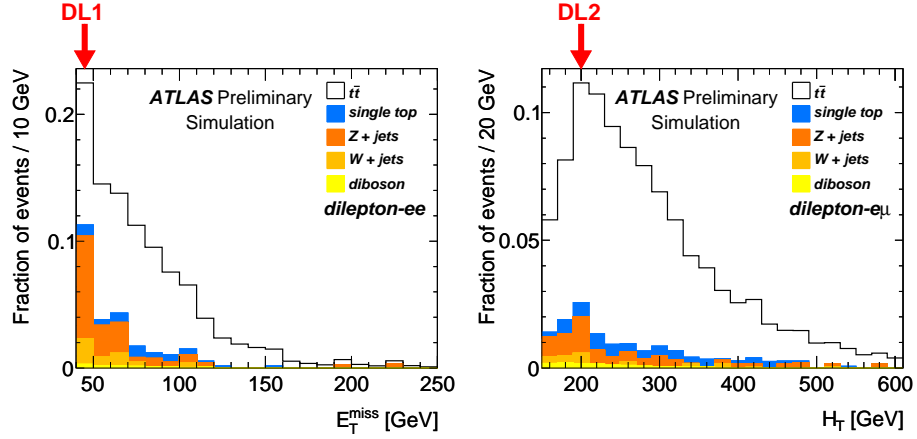 DL1
Fraction of events / 10 GeV
0.2
0.1
0
ATLAS Preliminary
Simulation
tt̄
single top
Z + jets
W + jets
diboson
dilepton-ee
50 100 150 200 250
E_T^miss [GeV]
DL2
Fraction of events / 20 GeV
0.1
0.05
0
ATLAS Preliminary
Simulation
tt̄
single top
Z + jets
W + jets
diboson
dilepton-eμ
200 300 400 500 600
H_T [GeV]